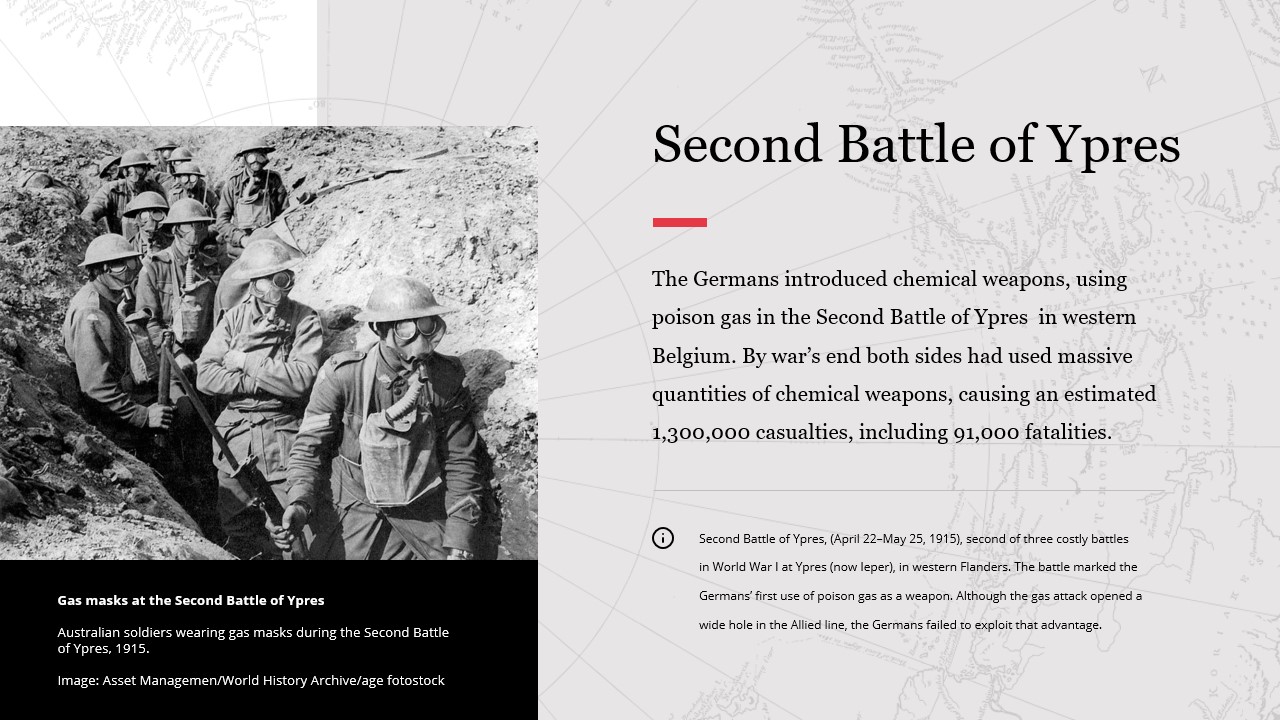 Second Battle of Ypres
The Germans introduced chemical weapons, using
poison gas in the Second Battle of Ypres  in western
Belgium. By war’s end both sides had used massive
quantities of chemical weapons, causing an estimated
1,300,000 casualties, including 91,000 fatalities.
Second Battle of Ypres, (April 22–May 25, 1915), second of three costly battles
in World War I at Ypres (now Ieper), in western Flanders. The battle marked the
Germans’ first use of poison gas as a weapon. Although the gas attack opened a
wide hole in the Allied line, the Germans failed to exploit that advantage.
Gas masks at the Second Battle of Ypres
Australian soldiers wearing gas masks during the Second Battle
of Ypres, 1915.
Image: Asset Managemen/World History Archive/age fotostock